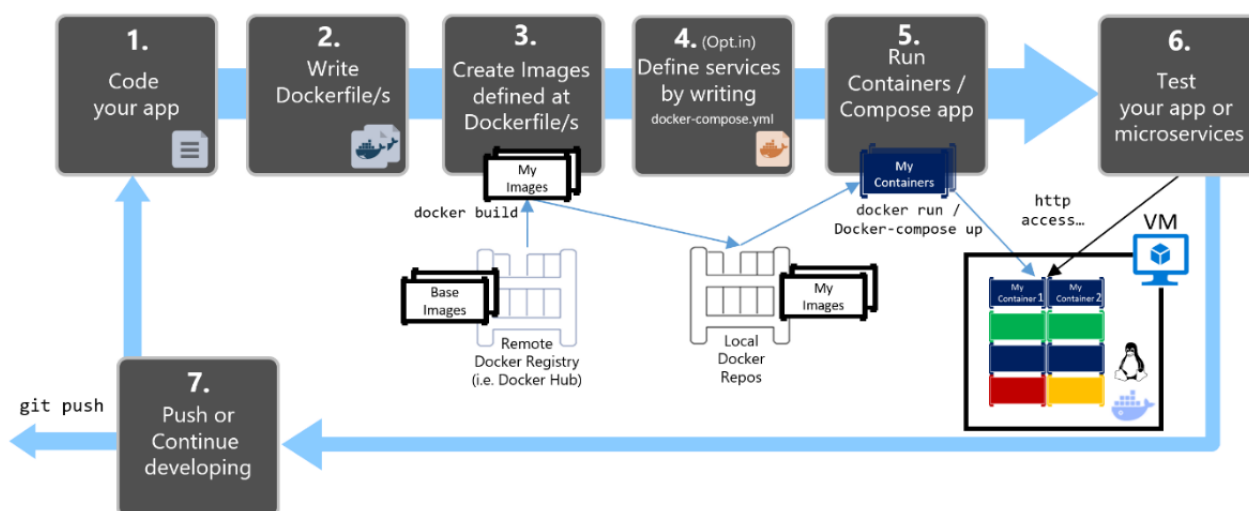 1.
Code
your app
2.
Write
Dockerfile/s
3.
Create Images
defined at
Dockerfile/s
My
Images
4. (Opt.in)
Define services
by writing
docker-compose.yml
5.
Run
Containers /
Compose app
My
Containers
6.
Test
your app or
microservices
docker build
docker run /
Docker-compose up
http
access…
VM
Base
Images
Remote
Docker Registry
(i.e. Docker Hub)
My
Images
Local
Docker
Repos
My
Container 1
My
Container 2
7.
Push or
Continue
developing
git push